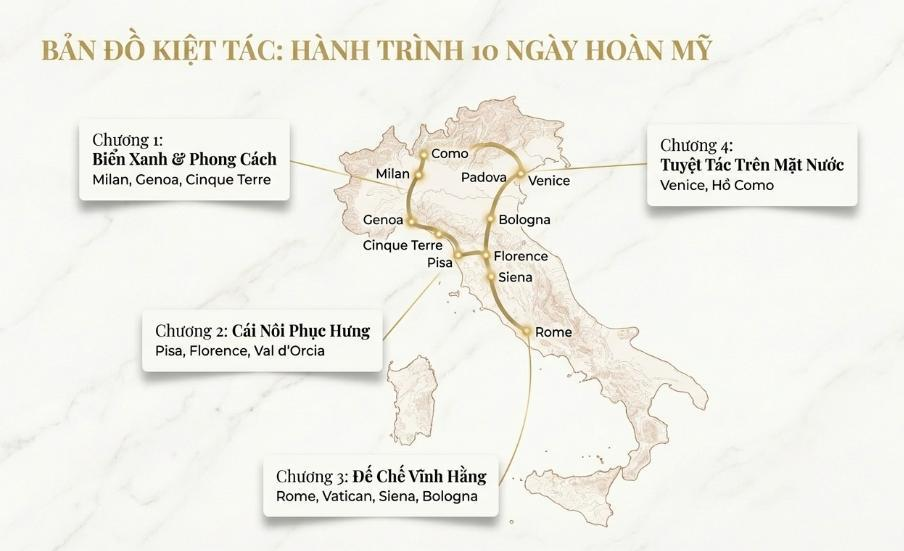 BẢN ĐỒ KIỆT TÁC: HÀNH TRÌNH 10 NGÀY HOÀN MỸ
Chương 1:
Biển Xanh & Phong Cách
Milan, Genoa, Cinque Terre
Chương 4:
Tuyệt Tác Trên Mặt Nước
Venice, Hồ Como
Como
Milan
Padova
Venice
Genoa
Bologna
Cinque Terre
Pisa
Florence
Siena
Rome
Chương 2: Cái Nôi Phục Hưng
Pisa, Florence, Val d'Orcia
Chương 3: Đế Chế Vĩnh Hằng
Rome, Vatican, Siena, Bologna